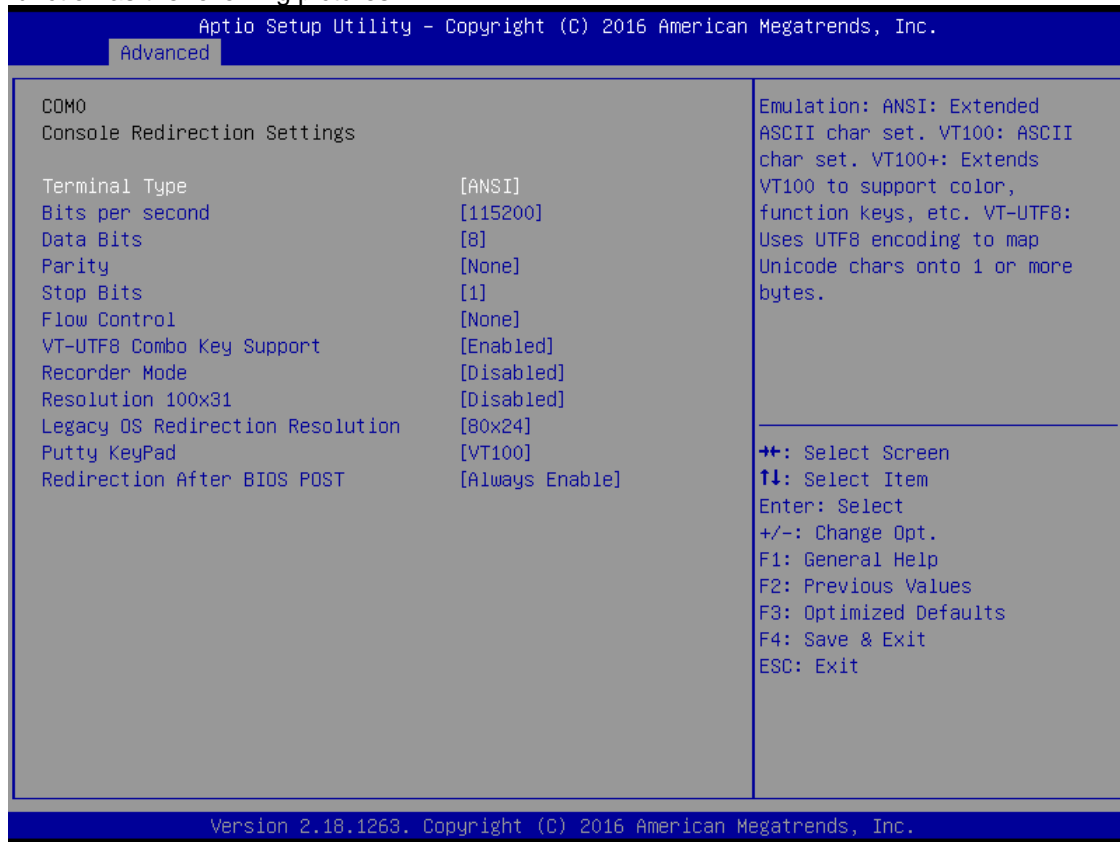 Aptio Setup Utility – Copyright (C) 2016 American Megatrends, Inc.
Advanced
COM0
Console Redirection Settings
Terminal Type [ANSI]
Bits per second [115200]
Data Bits [8]
Parity [None]
Stop Bits [1]
Flow Control [None]
VT-UTF8 Combo Key Support [Enabled]
Recorder Mode [Disabled]
Resolution 100x31 [Disabled]
Legacy OS Redirection Resolution [80x24]
Putty KeyPad [VT100]
Redirection After BIOS POST [Always Enable]
Emulation: ANSI: Extended
ASCII char set. VT100: ASCII
char set. VT100+: Extends
VT100 to support color,
function keys, etc. VT-UTF8:
Uses UTF8 encoding to map
Unicode chars onto 1 or more
bytes.
→←: Select Screen
↑↓: Select Item
Enter: Select
+/-: Change Opt.
F1: General Help
F2: Previous Values
F3: Optimized Defaults
F4: Save & Exit
ESC: Exit
Version 2.18.1263. Copyright (C) 2016 American Megatrends, Inc.